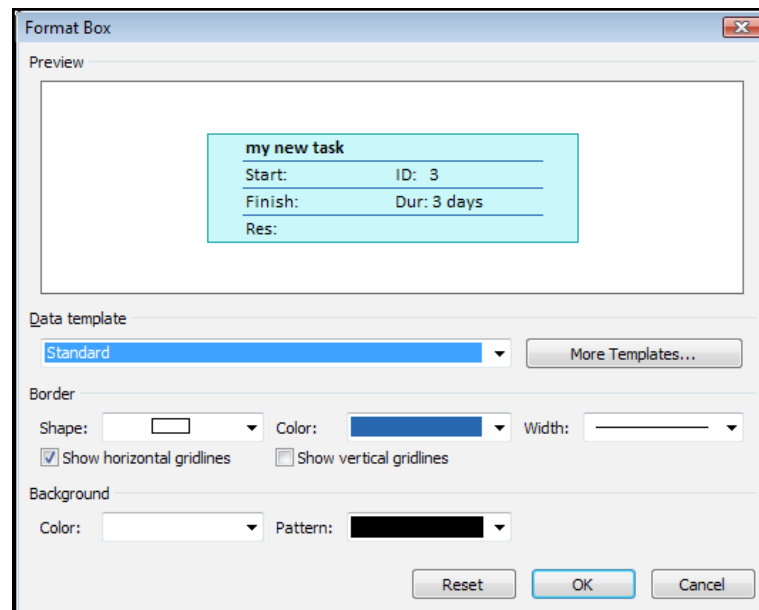 Format Box
Preview
my new task
Start: ID: 3
Finish: Dur: 3 days
Res:
Data template
Standard More Templates...
Border
Shape: Color: Width:
Show horizontal gridlines Show vertical gridlines
Background
Color: Pattern:
Reset OK Cancel